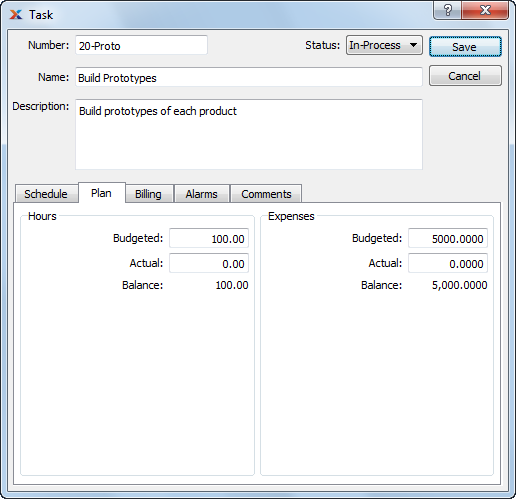 Task
Number: 20-Proto Status: In-Process Save
Name: Build Prototypes Cancel
Description: Build prototypes of each product
Schedule Plan Billing Alarms Comments
Hours Expenses
Budgeted: 100.00 Budgeted: 5000.0000
Actual: 0.00 Actual: 0.0000
Balance: 100.00 Balance: 5,000.0000